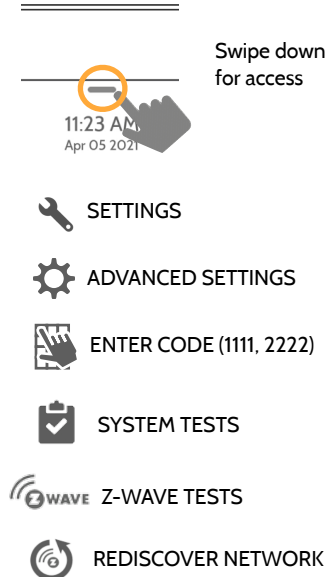 Swipe down
for access
11:23 AM
Apr 05 2021
SETTINGS
ADVANCED SETTINGS
ENTER CODE (1111, 2222)
SYSTEM TESTS
Z WAVE Z-WAVE TESTS
REDISCOVER NETWORK